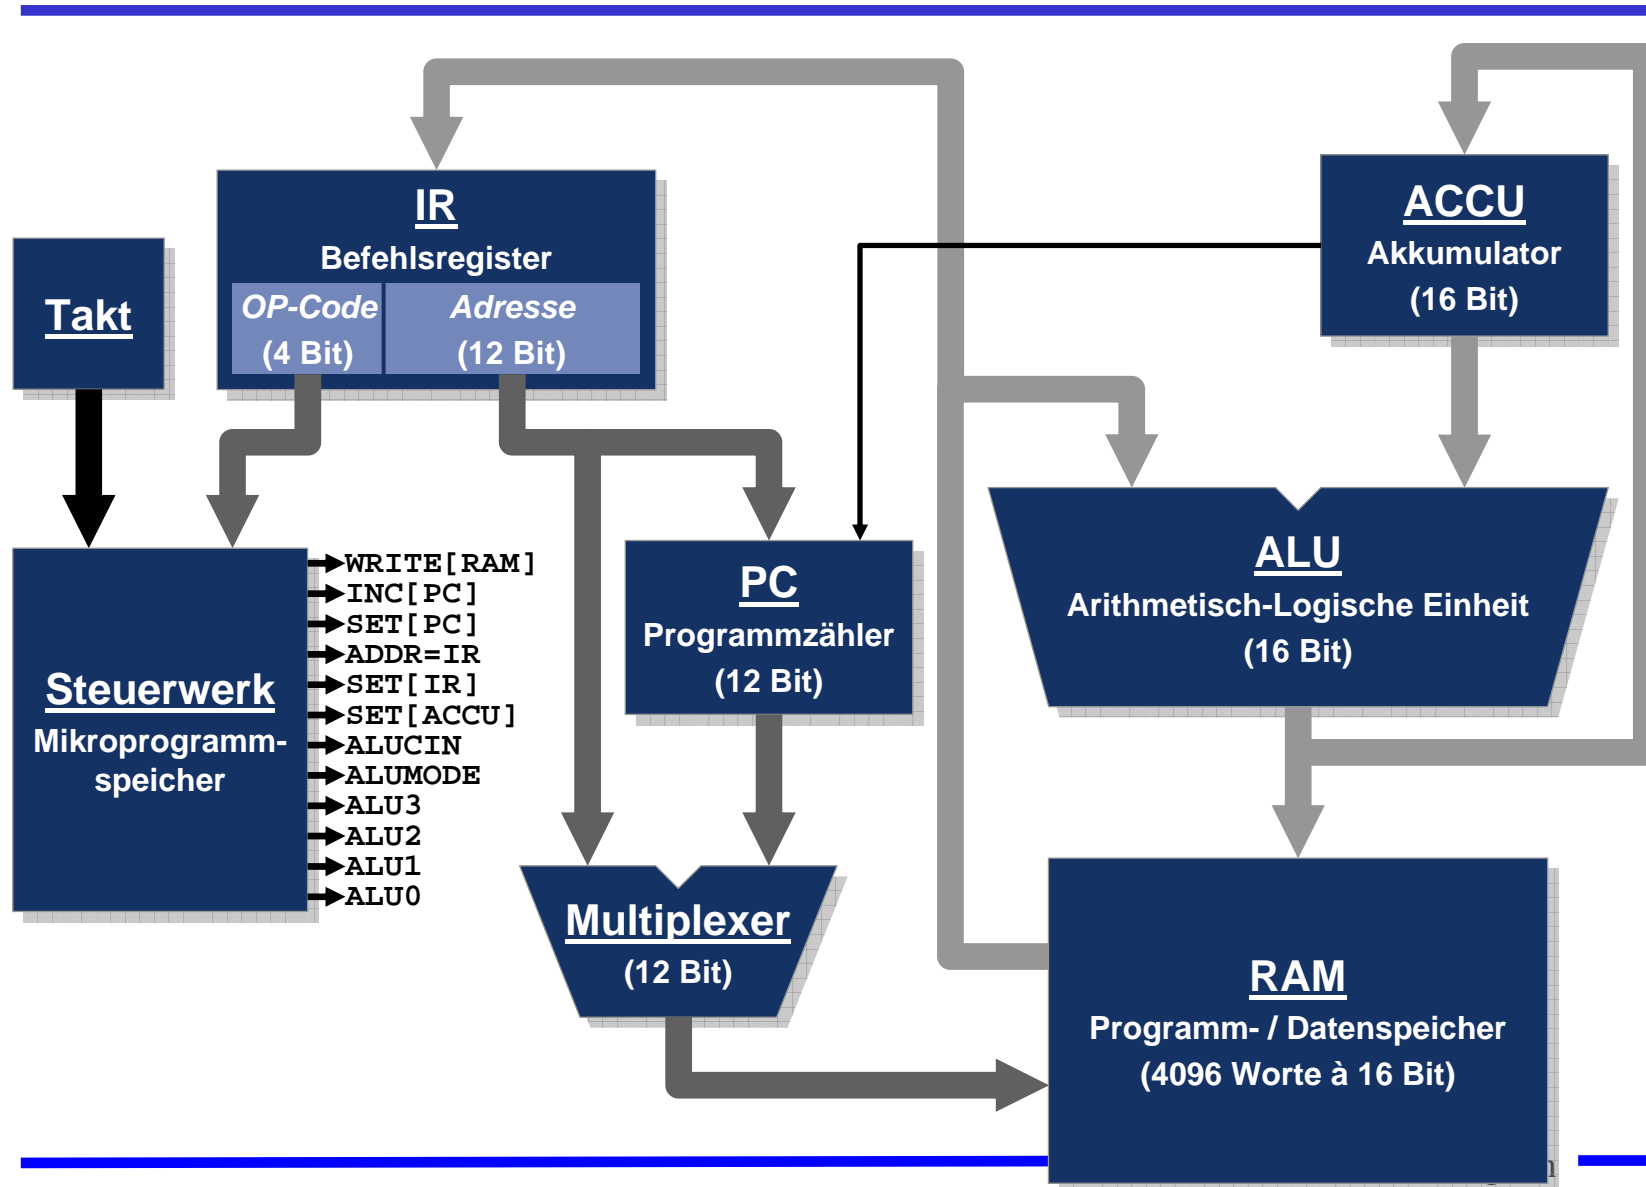 IR
Befehlsregister
OP-Code
(4 Bit)
Adresse
(12 Bit)
ACCU
Akkumulator
(16 Bit)
Takt
ALU
Arithmetisch-Logische Einheit
(16 Bit)
PC
Programmzähler
(12 Bit)
Steuerwerk
Mikroprogramm-
speicher
WRITE[RAM]
INC[PC]
SET[PC]
ADDR=IR
SET[IR]
SET[ACCU]
ALUCIN
ALUMODE
ALU3
ALU2
ALU1
ALU0
Multiplexer
(12 Bit)
RAM
Programm- / Datenspeicher
(4096 Worte à 16 Bit)